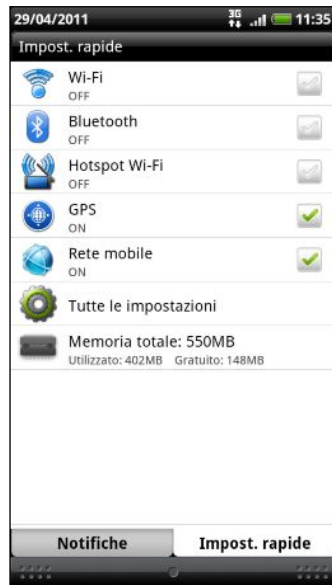 29/04/2011 3G 11:35
Impost. rapide
Wi-Fi
OFF
Bluetooth
OFF
Hotspot Wi-Fi
OFF
GPS
ON
Rete mobile
ON
Tutte le impostazioni
Memoria totale: 550MB
Utilizzato: 402MB Gratuito: 148MB
Notifiche Impost. rapide